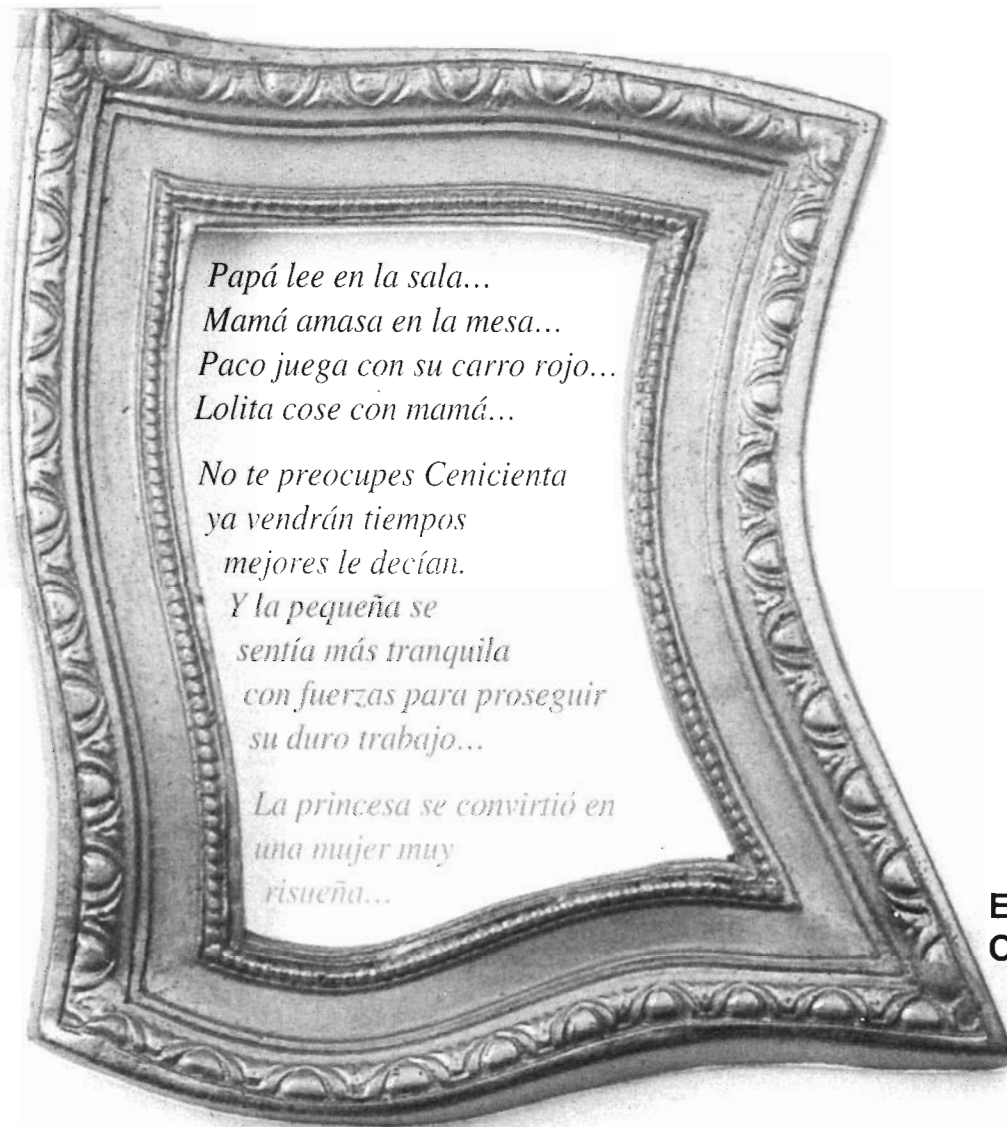 Papá lee en la sala...
Mamá amasa en la mesa...
Paco juega con su carro rojo...
Lolita cose con mamá...
No te preocupes Cenicienta
ya vendrán tiempos
mejores le decían.
Y la pequeña se
sentía más tranquila
con fuerzas para proseguir
su duro trabajo...
La princesa se convirtió en
una mujer muy
risueña...